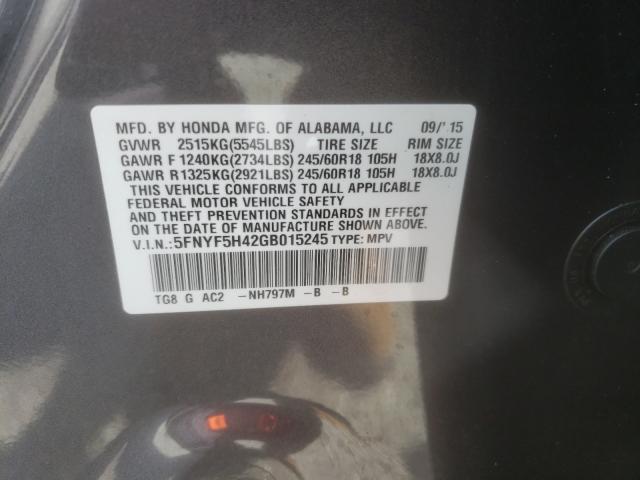 MFD. BY HONDA MFG. OF ALABAMA, LLC 09/'15
GVWR 2515KG(5545LBS) TIRE SIZE RIM SIZE
GAWR F 1240KG(2734LBS) 245/60R18 105H 18X8.0J
GAWR R 1325KG(2921LBS) 245/60R18 105H 18X8.0J
THIS VEHICLE CONFORMS TO ALL APPLICABLE
FEDERAL MOTOR VEHICLE SAFETY
AND THEFT PREVENTION STANDARDS IN EFFECT
ON THE DATE OF MANUFACTURE SHOWN ABOVE.
V.I.N.:5FNYF5H42GB015245 TYPE: MPV
TG8 G AC2 -NH797M -B -B